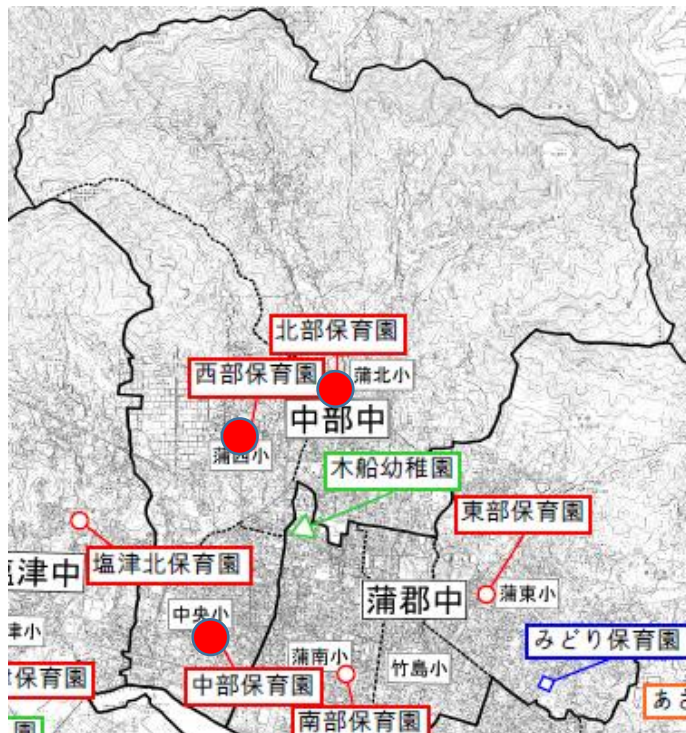 北部保育園
西部保育園
蒲北小
中部中
蒲西小
木船幼稚園
東部保育園
塩津北保育園
塩津中
蒲郡中
蒲東小
中央小
津小
みどり保育園
蒲南小
竹島小
保育園
中部保育園
あさ
南部保育園
園